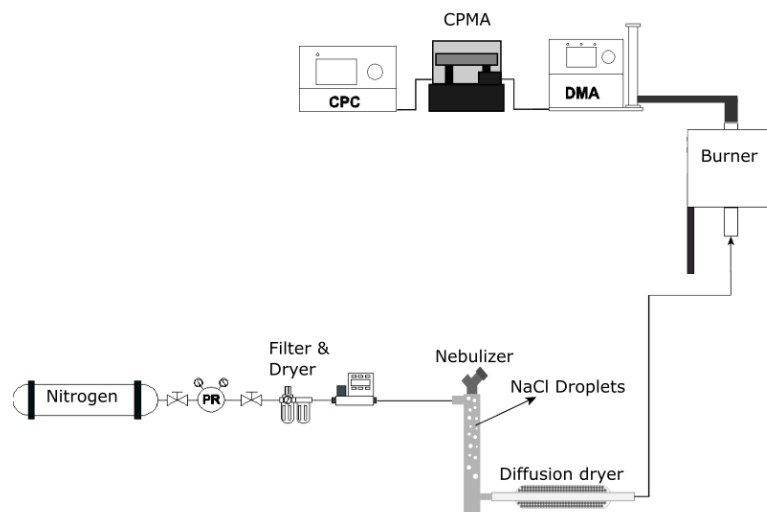 CPMA
CPC
DMA
Burner
Filter &
Dryer
Nebulizer
Nitrogen
PR
NaCl Droplets
Diffusion dryer